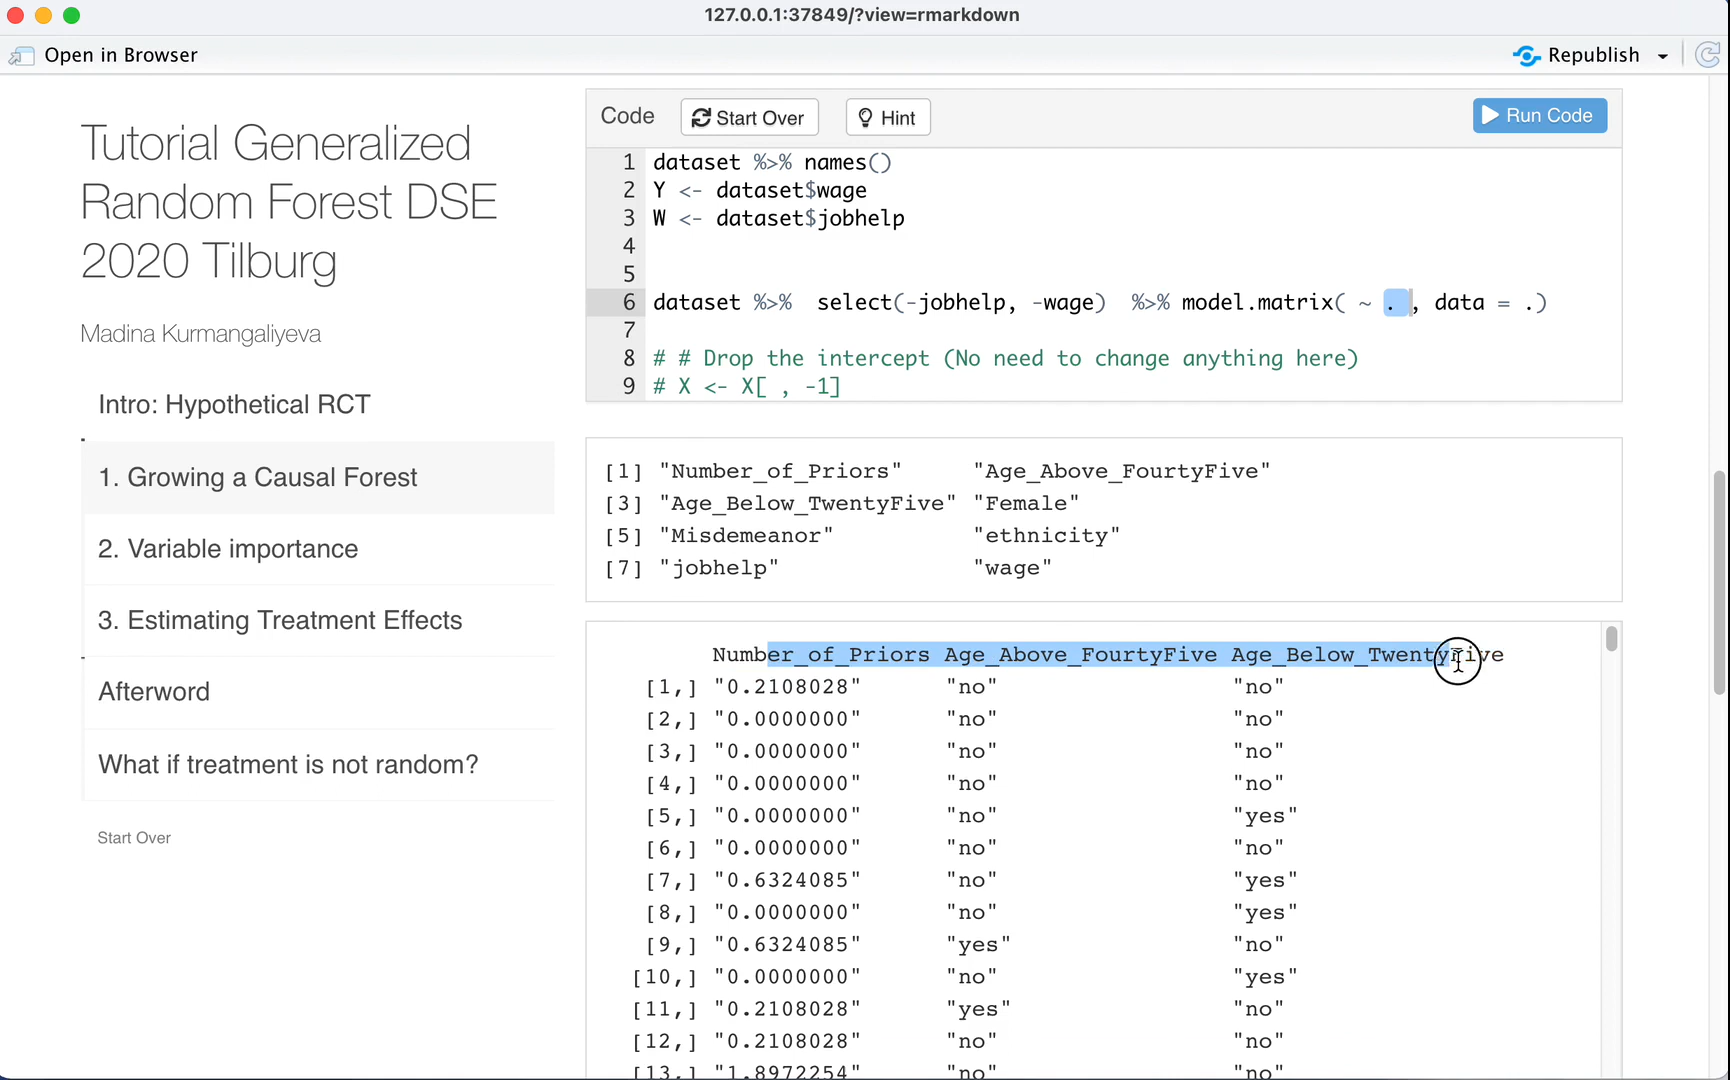 127.0.0.1:37849/?view=rmarkdown
Open in Browser
Republish
Tutorial Generalized
Random Forest DSE
2020 Tilburg
Madina Kurmangaliyeva
Intro: Hypothetical RCT
1. Growing a Causal Forest
2. Variable importance
3. Estimating Treatment Effects
Afterword
What if treatment is not random?
Start Over
Code
Start Over
Hint
Run Code
1 dataset %>% names()
2 Y <- dataset$wage
3 W <- dataset$jobhelp
4
5
6 dataset %>%  select(-jobhelp, -wage)  %>% model.matrix( ~ . , data = .)
7
8 # # Drop the intercept (No need to change anything here)
9 # X <- X[ , -1]
[1] "Number_of_Priors" "Age_Above_FourtyFive"
[3] "Age_Below_TwentyFive" "Female"
[5] "Misdemeanor" "ethnicity"
[7] "jobhelp" "wage"
Number_of_Priors Age_Above_FourtyFive Age_Below_TwentyFive
[1,] "0.2108028" "no" "no"
[2,] "0.0000000" "no" "no"
[3,] "0.0000000" "no" "no"
[4,] "0.0000000" "no" "no"
[5,] "0.0000000" "no" "yes"
[6,] "0.0000000" "no" "no"
[7,] "0.6324085" "no" "yes"
[8,] "0.0000000" "no" "yes"
[9,] "0.6324085" "yes" "no"
[10,] "0.0000000" "no" "yes"
[11,] "0.2108028" "yes" "no"
[12,] "0.2108028" "no" "no"
[13,] "1.8972254" "no" "no"